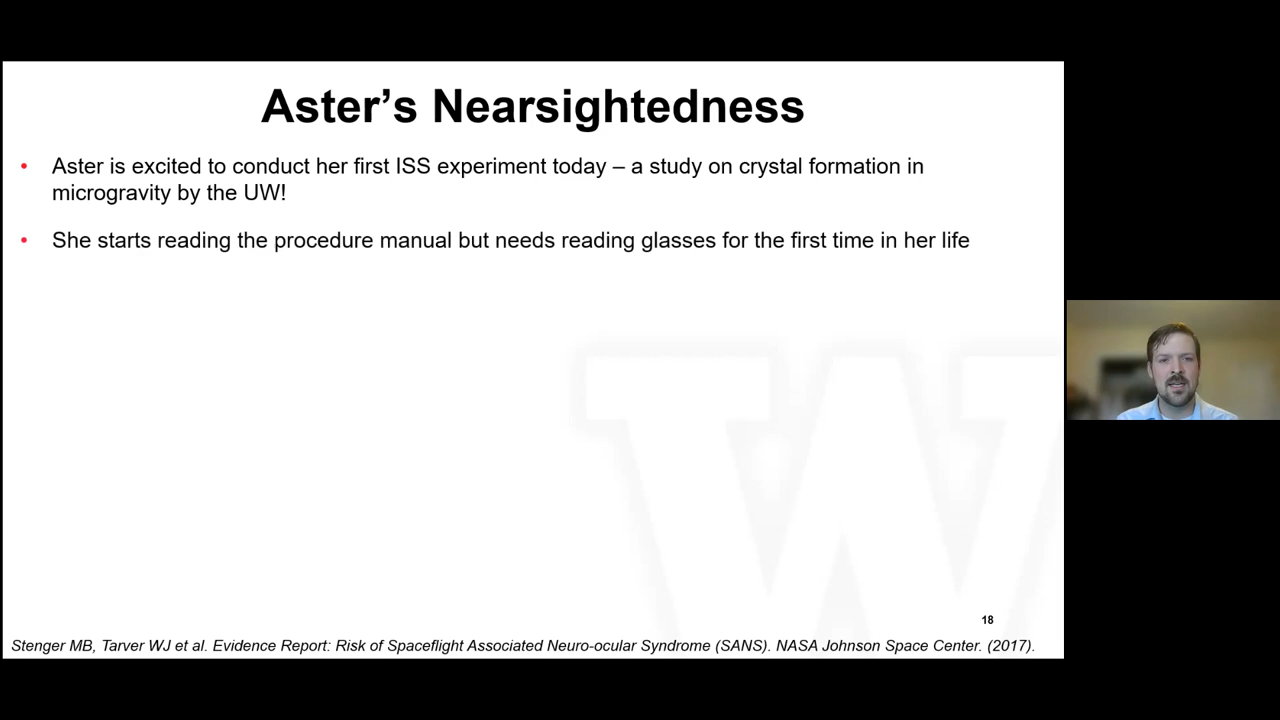 Aster’s Nearsightedness
• Aster is excited to conduct her first ISS experiment today – a study on crystal formation in
microgravity by the UW!
• She starts reading the procedure manual but needs reading glasses for the first time in her life
W
18
Stenger MB, Tarver WJ et al. Evidence Report: Risk of Spaceflight Associated Neuro-ocular Syndrome (SANS). NASA Johnson Space Center. (2017).